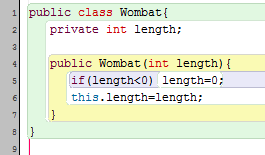 1 public class Wombat{
2 private int length;
3
4 public Wombat(int length){
5 if(length<0) length=0;
6 this.length=length;
7 }
8 }
9